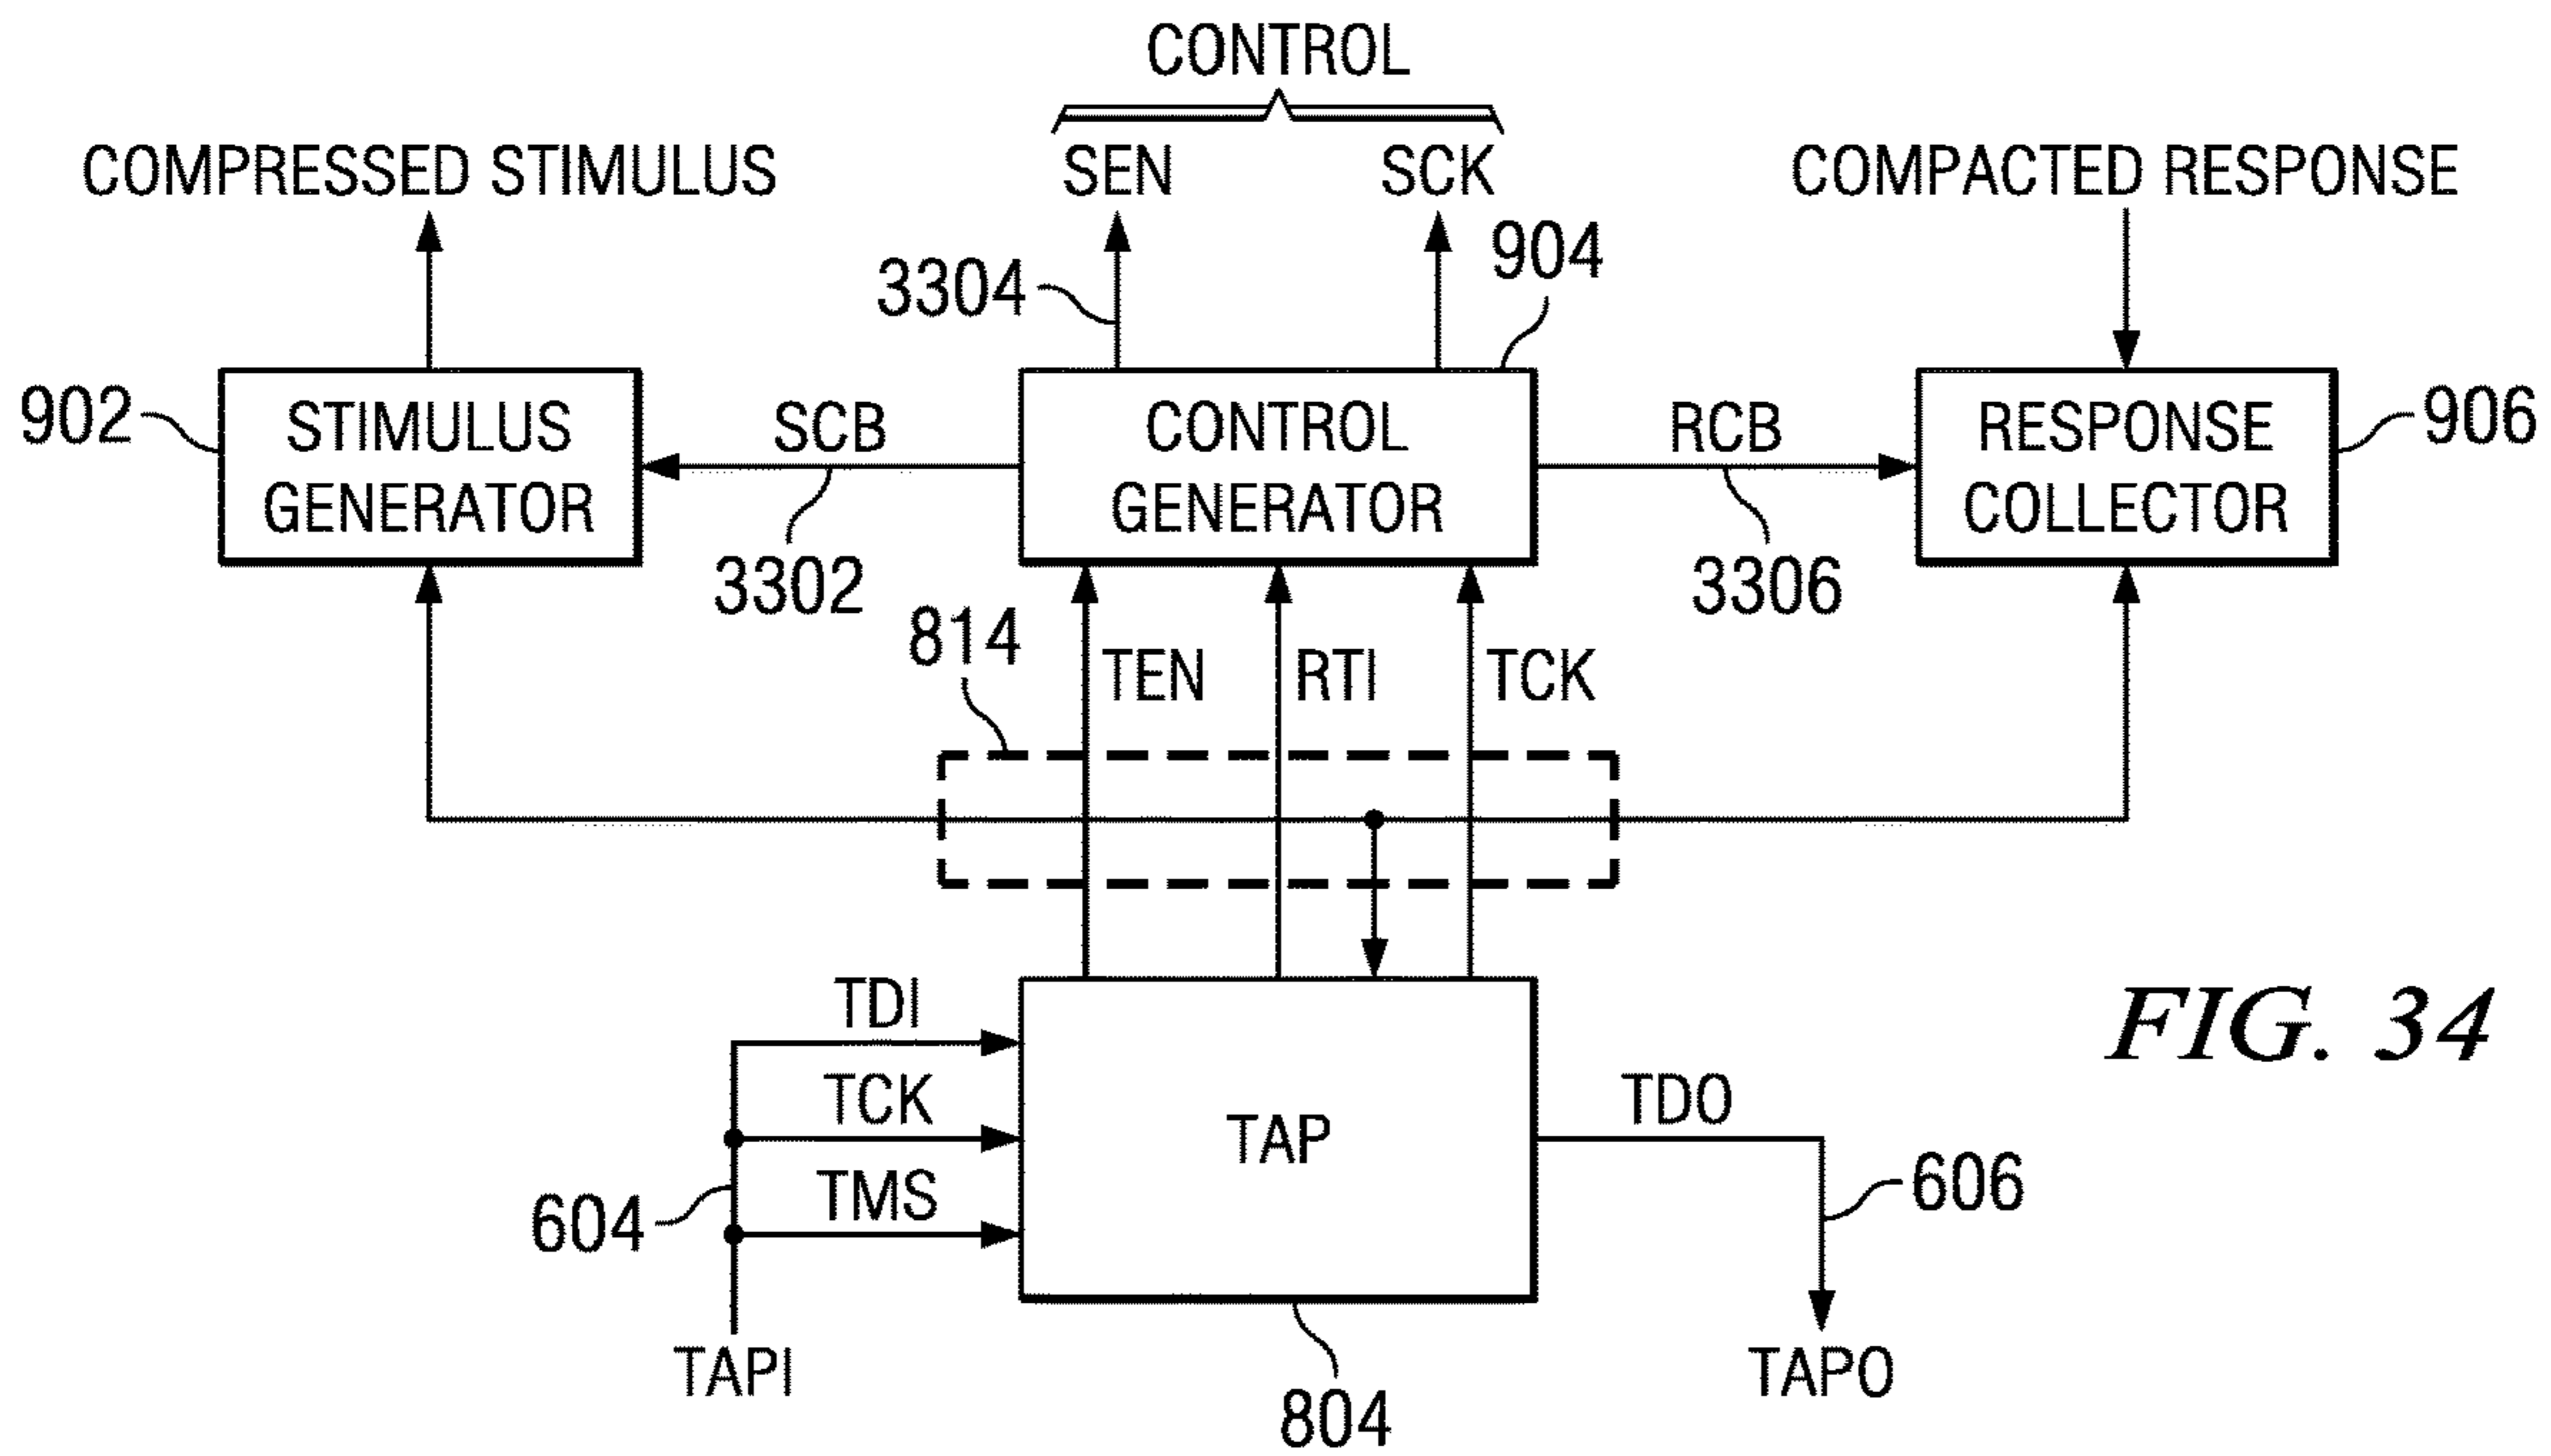 CONTROL
COMPRESSED STIMULUS
SEN
SCK
COMPACTED RESPONSE
3304
904
902
STIMULUS
GENERATOR
SCB
3302
CONTROL
GENERATOR
RCB
3306
RESPONSE
COLLECTOR
906
814
TEN
RTI
TCK
TDI
TCK
TMS
604
TAPI
TAP
804
TDO
606
TAPO
FIG. 34